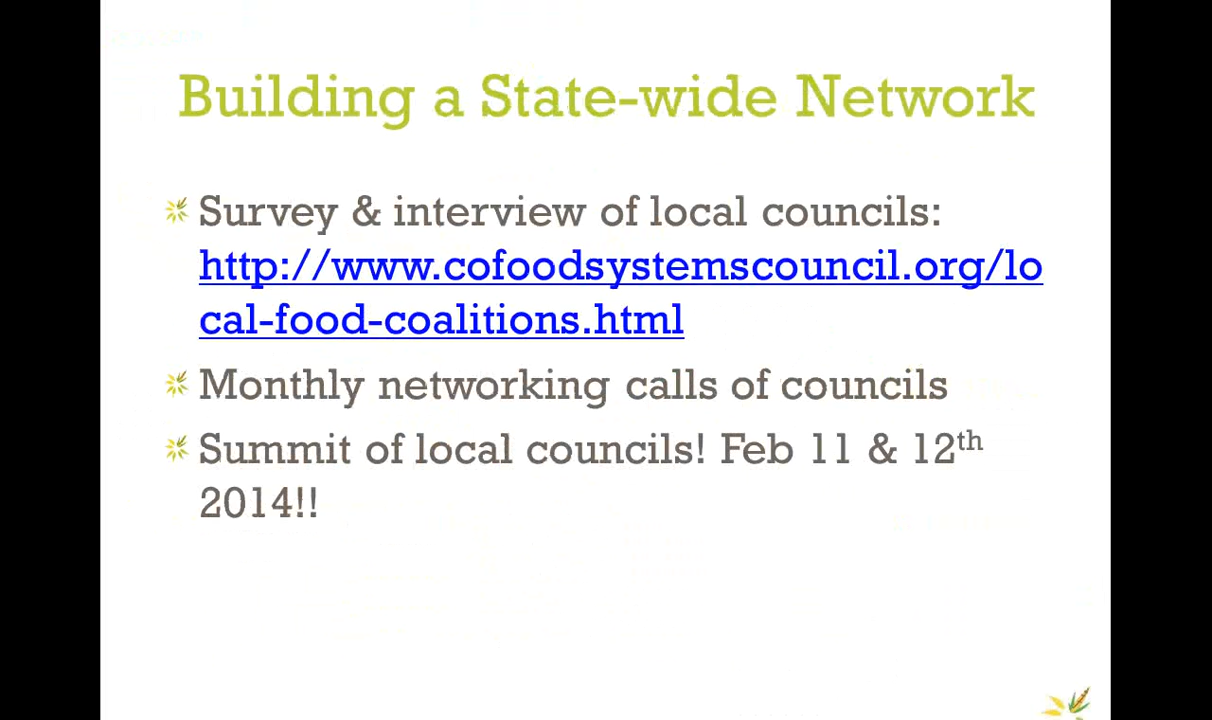 Building a State-wide Network
Survey & interview of local councils:
http://www.cofoodsystemscouncil.org/lo
cal-food-coalitions.html
Monthly networking calls of councils
Summit of local councils! Feb 11 & 12th
2014!!